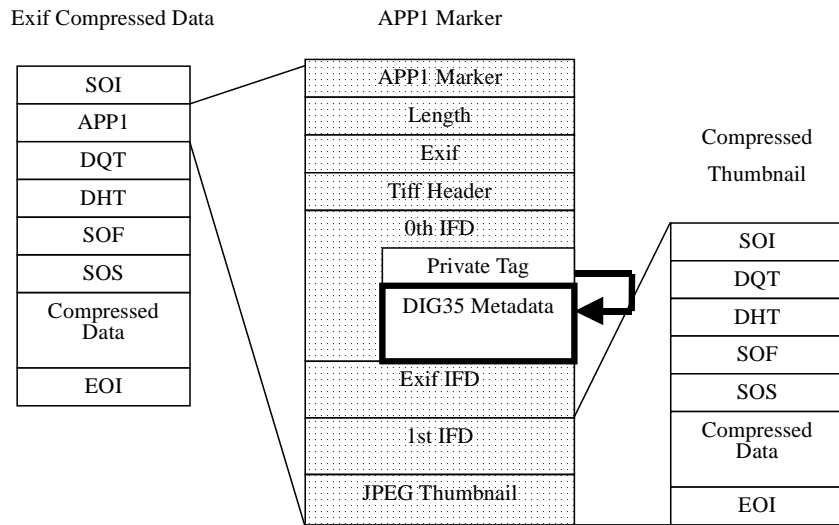 Exif Compressed Data
SOI
APP1
DQT
DHT
SOF
SOS
Compressed
Data
EOI
APP1 Marker
APP1 Marker
Length
Exif
Tiff Header
0th IFD
Private Tag
DIG35 Metadata
Exif IFD
1st IFD
JPEG Thumbnail
Compressed
Thumbnail
SOI
DQT
DHT
SOF
SOS
Compressed
Data
EOI